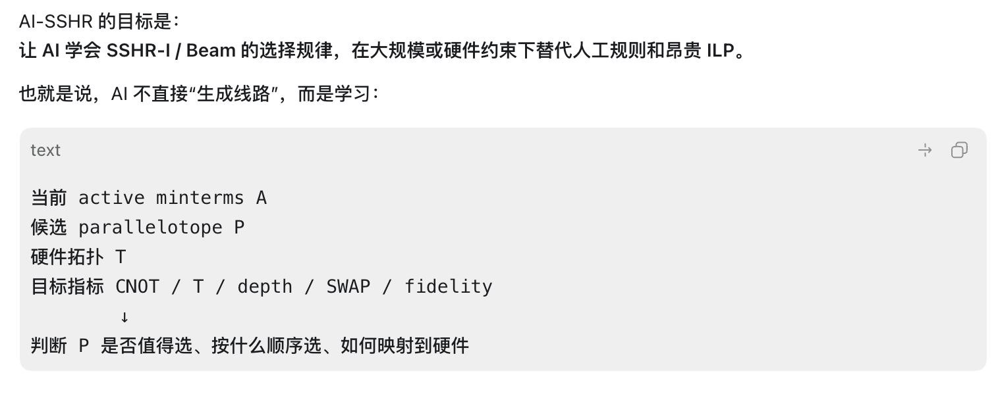 AI-SSHR 的目标是：
让 AI 学会 SSHR-I / Beam 的选择规律，在大规模或硬件约束下替代人工规则和昂贵 ILP。
也就是说，AI 不直接“生成线路”，而是学习：
text
当前 active minterms A
候选 parallelotope P
硬件拓扑 T
目标指标 CNOT / T / depth / SWAP / fidelity
↓
判断 P 是否值得选、按什么顺序选、如何映射到硬件